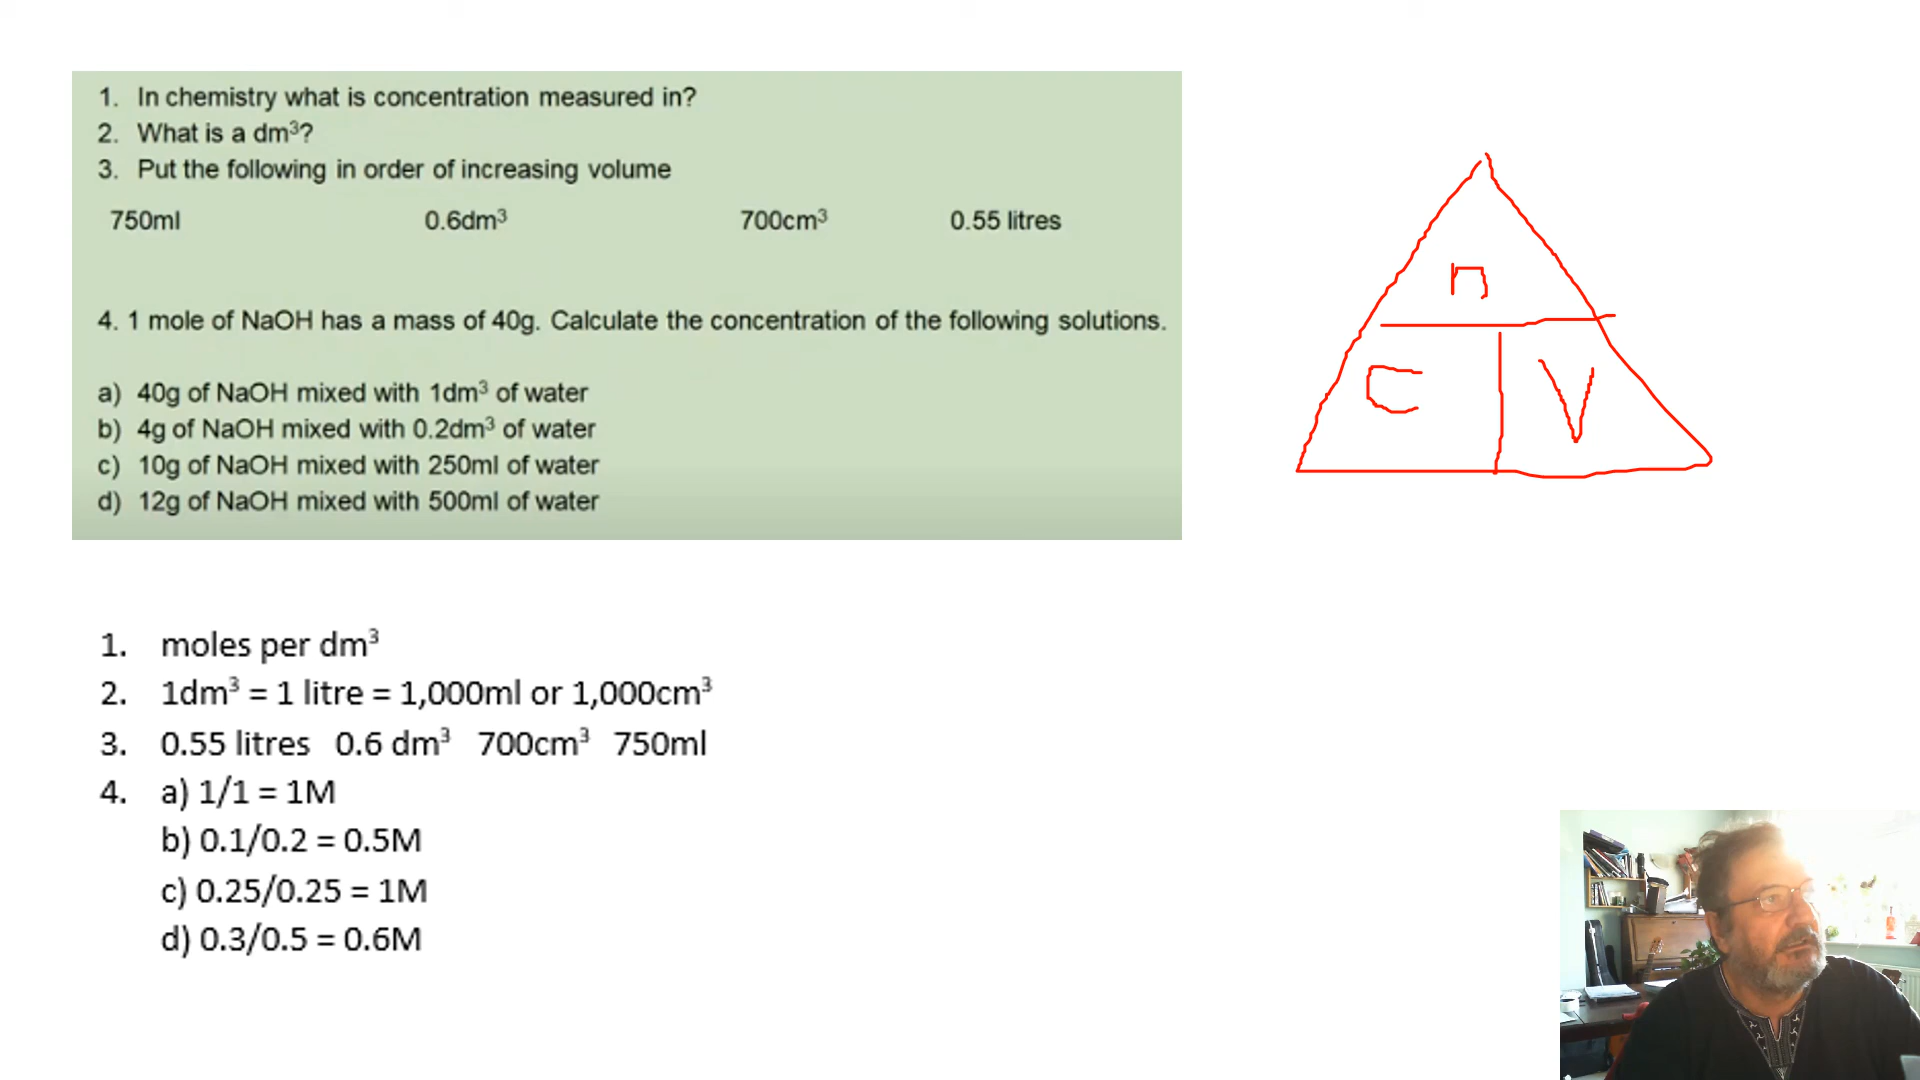 1. In chemistry what is concentration measured in?
2. What is a dm³?
3. Put the following in order of increasing volume
750ml 0.6dm³ 700cm³ 0.55 litres
4. 1 mole of NaOH has a mass of 40g. Calculate the concentration of the following solutions.
a) 40g of NaOH mixed with 1dm³ of water
b) 4g of NaOH mixed with 0.2dm³ of water
c) 10g of NaOH mixed with 250ml of water
d) 12g of NaOH mixed with 500ml of water
n
C V
1. moles per dm³
2. 1dm³ = 1 litre = 1,000ml or 1,000cm³
3. 0.55 litres 0.6 dm³ 700cm³ 750ml
4. a) 1/1 = 1M
b) 0.1/0.2 = 0.5M
c) 0.25/0.25 = 1M
d) 0.3/0.5 = 0.6M